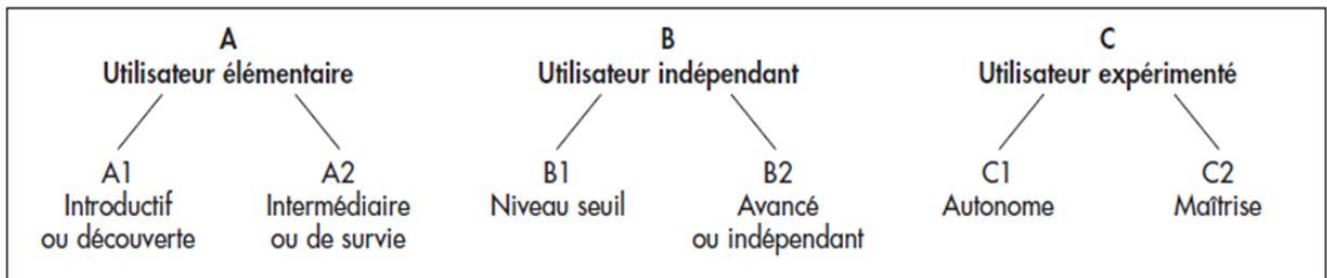 A
Utilisateur élémentaire
B
Utilisateur indépendant
C
Utilisateur expérimenté
A1
Introductif
ou découverte
A2
Intermédiaire
ou de survie
B1
Niveau seuil
B2
Avancé
ou indépendant
C1
Autonome
C2
Maîtrise